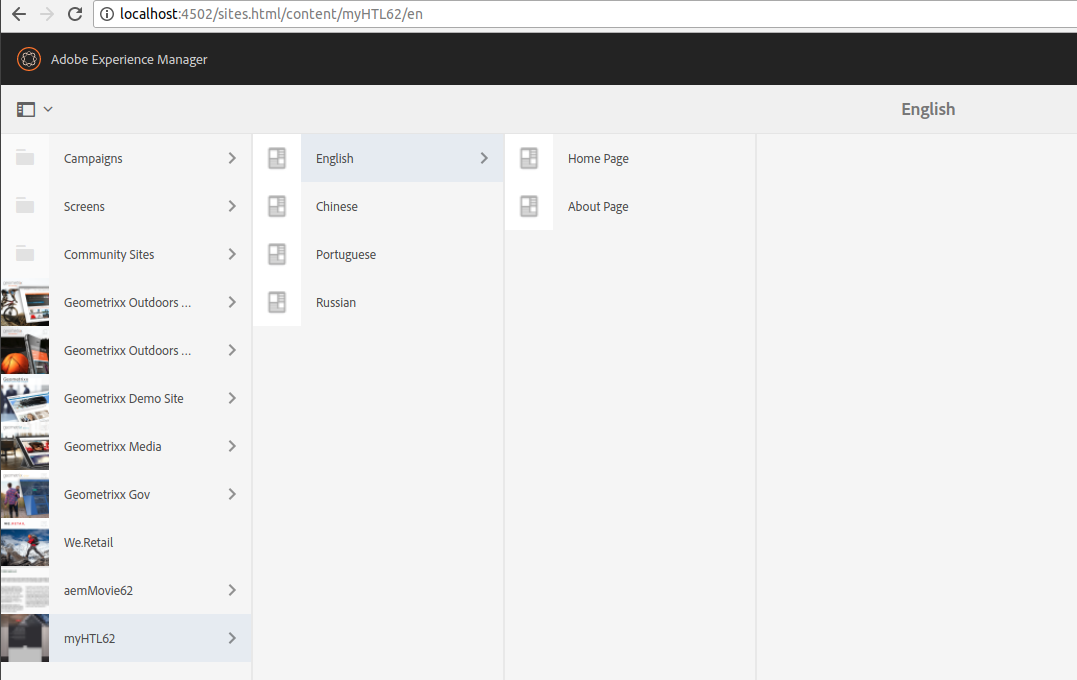 localhost:4502/sites.html/content/myHTL62/en
Adobe Experience Manager
English
Campaigns
Screens
Community Sites
Geometrixx Outdoors ...
Geometrixx Outdoors ...
Geometrixx Demo Site
Geometrixx Media
Geometrixx Gov
We.Retail
aemMovie62
myHTL62
English
Chinese
Portuguese
Russian
Home Page
About Page